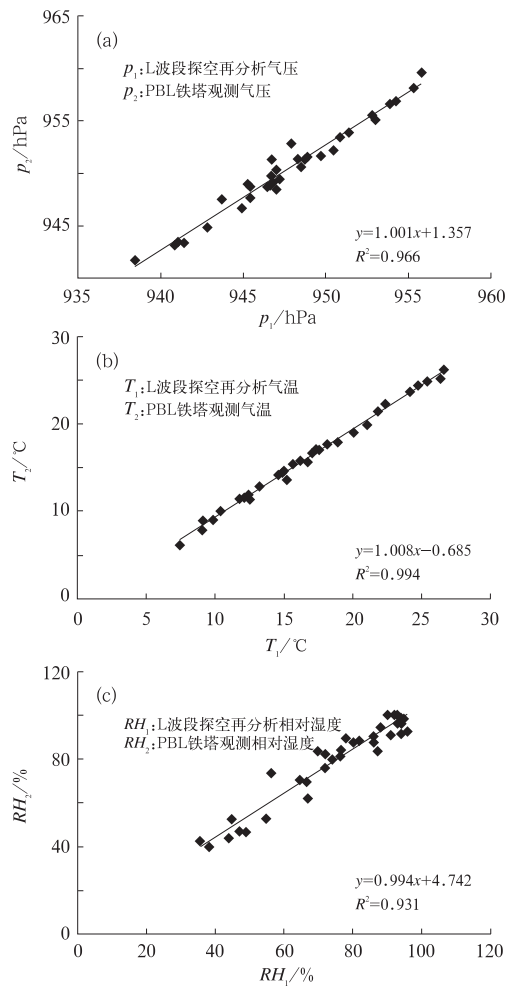 965
(a)
p₁:L波段探空再分析气压
p₂:PBL铁塔观测气压
955
p₂/hPa
945
y=1.001x+1.357
R²=0.966
935 940 945 950 955 960
p₁/hPa
30
(b)
T₁:L波段探空再分析气温
T₂:PBL铁塔观测气温
20
T₂/℃
10
y=1.008x−0.685
R²=0.994
0
0 5 10 15 20 25 30
T₁/℃
120
(c)
RH₁:L波段探空再分析相对湿度
RH₂:PBL铁塔观测相对湿度
80
RH₂/%
40
y=0.994x+4.742
R²=0.931
0
0 20 40 60 80 100 120
RH₁/%